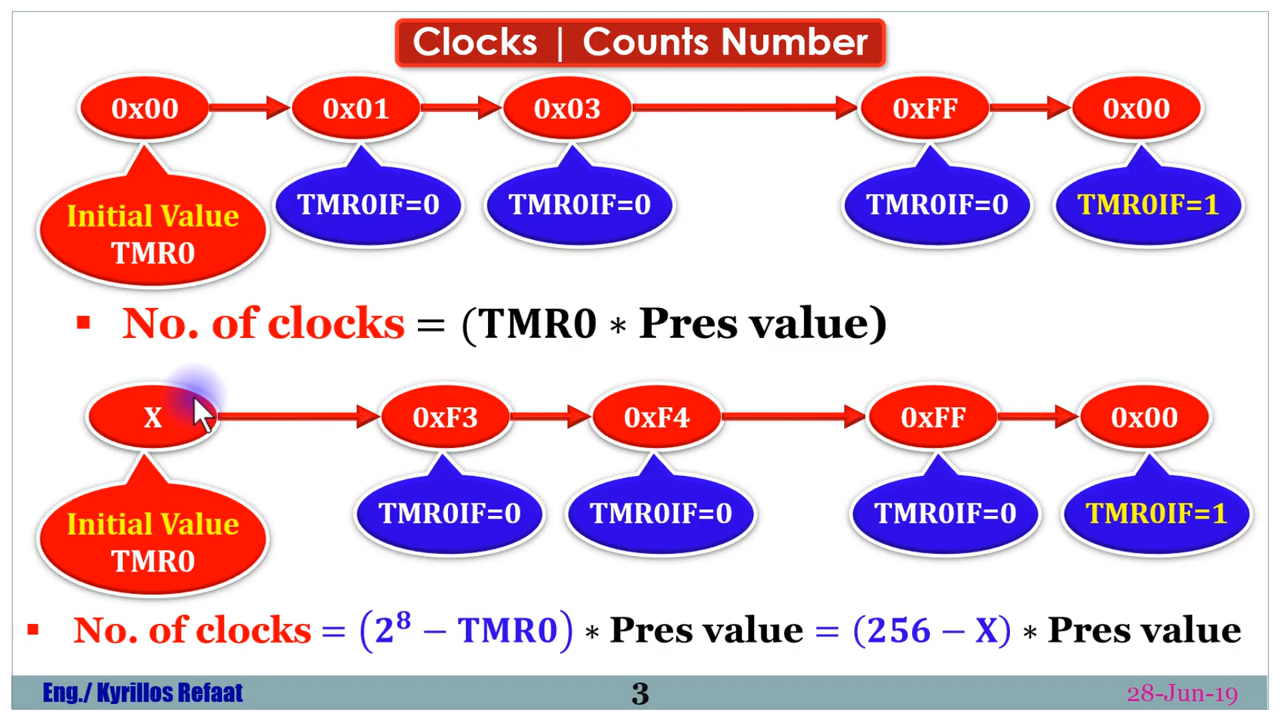 Clocks | Counts Number
0x00 0x01 0x03 0xFF 0x00
Initial Value
TMR0
TMR0IF=0 TMR0IF=0 TMR0IF=0 TMR0IF=1
▪ No. of clocks = (TMR0 ∗ Pres value)
X 0xF3 0xF4 0xFF 0x00
Initial Value
TMR0
TMR0IF=0 TMR0IF=0 TMR0IF=0 TMR0IF=1
▪ No. of clocks = (2⁸ − TMR0) ∗ Pres value = (256 − X) ∗ Pres value
Eng./ Kyrillos Refaat 3 28-Jun-19